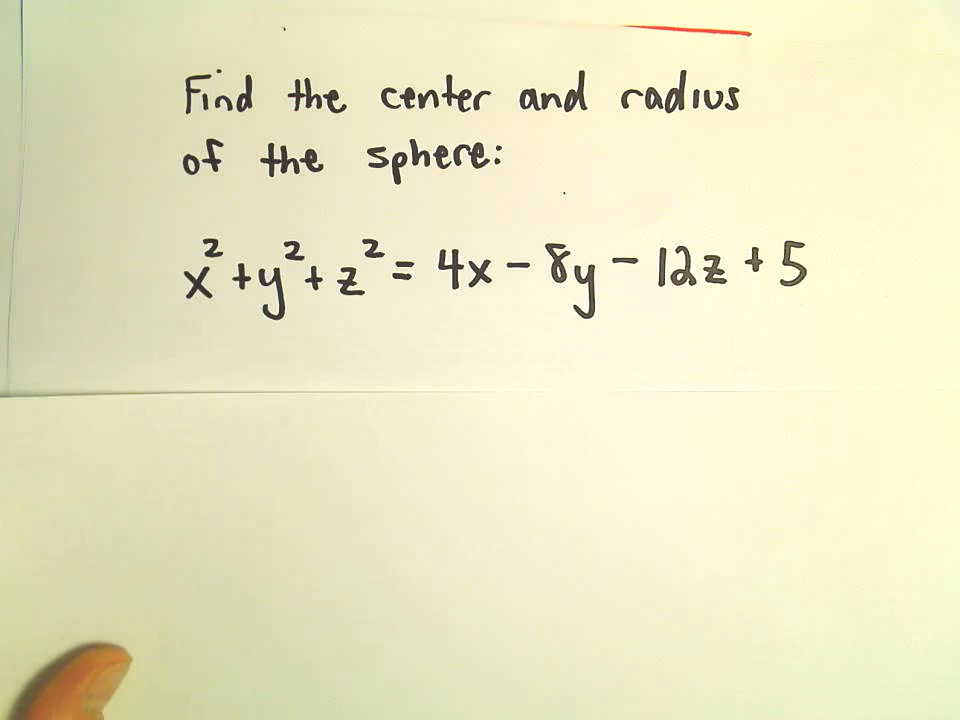 Find the center and radius
of the sphere:
x² + y² + z² = 4x - 8y - 12z + 5